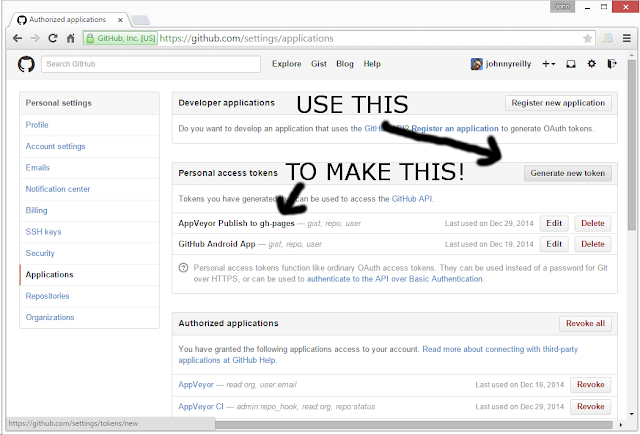 Authorized applications
John
GitHub, Inc. [US] https://github.com/settings/applications
Search GitHub Explore Gist Blog Help johnnyreilly
Personal settings
Profile
Account settings
Emails
Notification center
Billing
SSH keys
Security
Applications
Repositories
Organizations
Developer applications
USE THIS
Register new application
Do you want to develop an application that uses the GitHub API? Register an application to generate OAuth tokens.
Personal access tokens
TO MAKE THIS!
Generate new token
Tokens you have generated that can be used to access the GitHub API.
AppVeyor Publish to gh-pages — gist, repo, user Last used on Dec 29, 2014 Edit Delete
GitHub Android App — gist, repo, user Last used on Dec 19, 2014 Edit Delete
Personal access tokens function like ordinary OAuth access tokens. They can be used instead of a password for Git
over HTTPS, or can be used to authenticate to the API over Basic Authentication.
Authorized applications Revoke all
You have granted the following applications access to your account. Read more about connecting with third-party
applications at GitHub Help.
AppVeyor — read:org, user:email Last used on Dec 16, 2014 Revoke
AppVeyor CI — admin:repo_hook, read:org, repo:status Last used on Dec 29, 2014 Revoke
https://github.com/settings/tokens/new